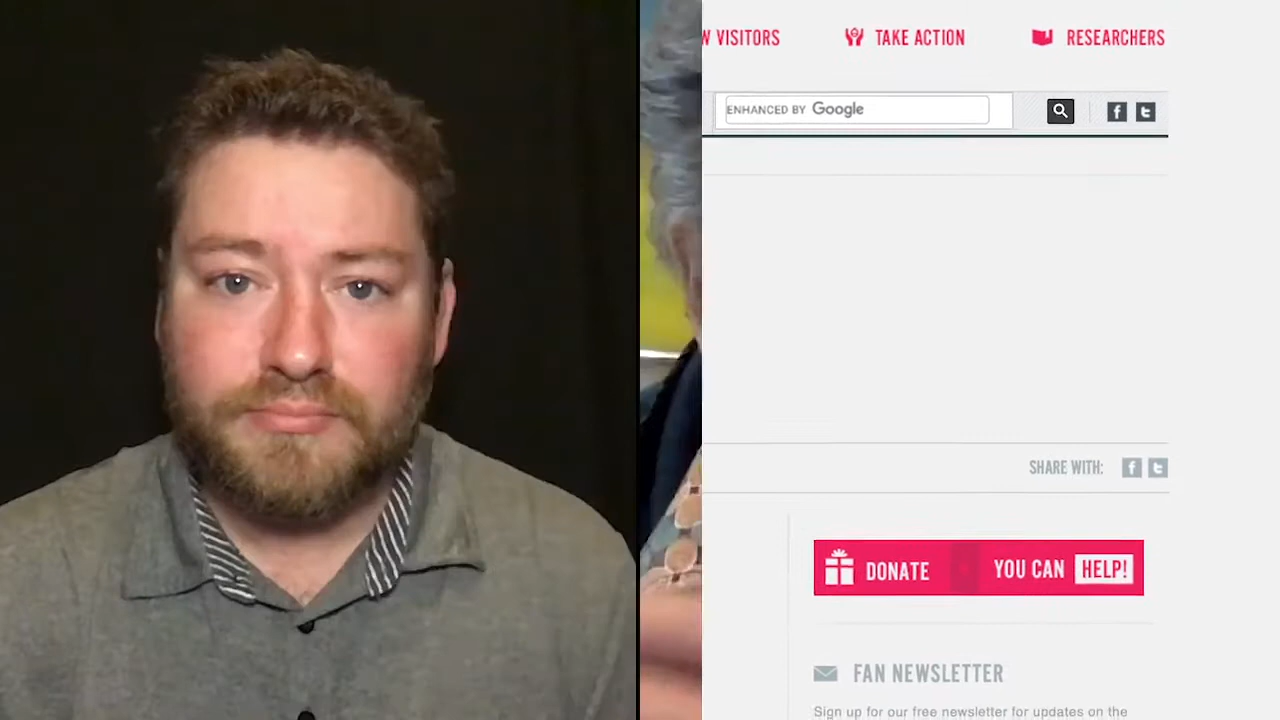 VISITORS
TAKE ACTION
RESEARCHERS
ENHANCED BY Google
SHARE WITH:
DONATE
YOU CAN HELP!
FAN NEWSLETTER
Sign up for our free newsletter for updates on the